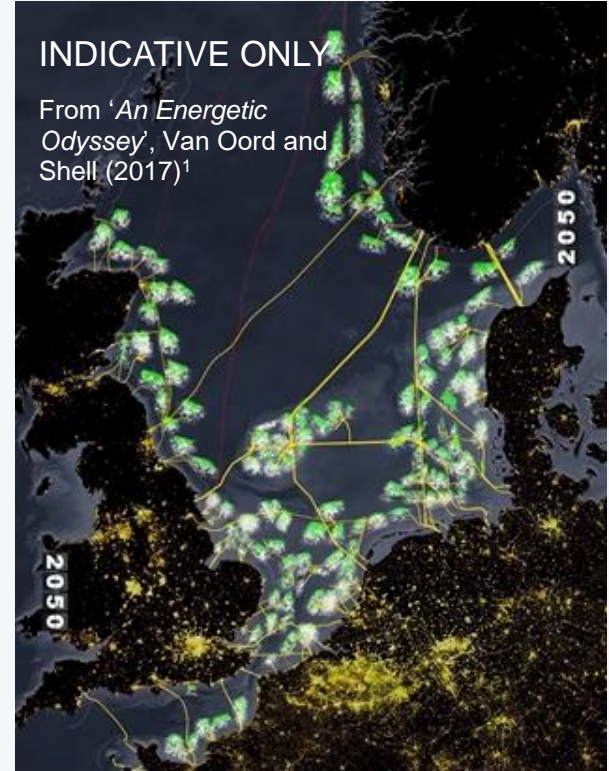 INDICATIVE ONLY
From ‘An Energetic
Odyssey’, Van Oord and
Shell (2017)1
2050
2050